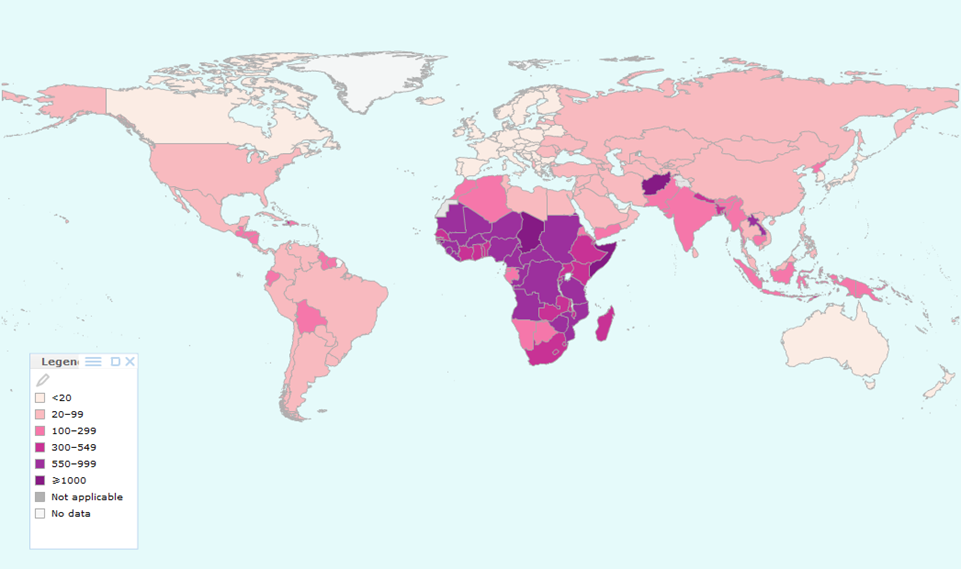 Legen
<20
20–99
100–299
300–549
550–999
⩾1000
Not applicable
No data